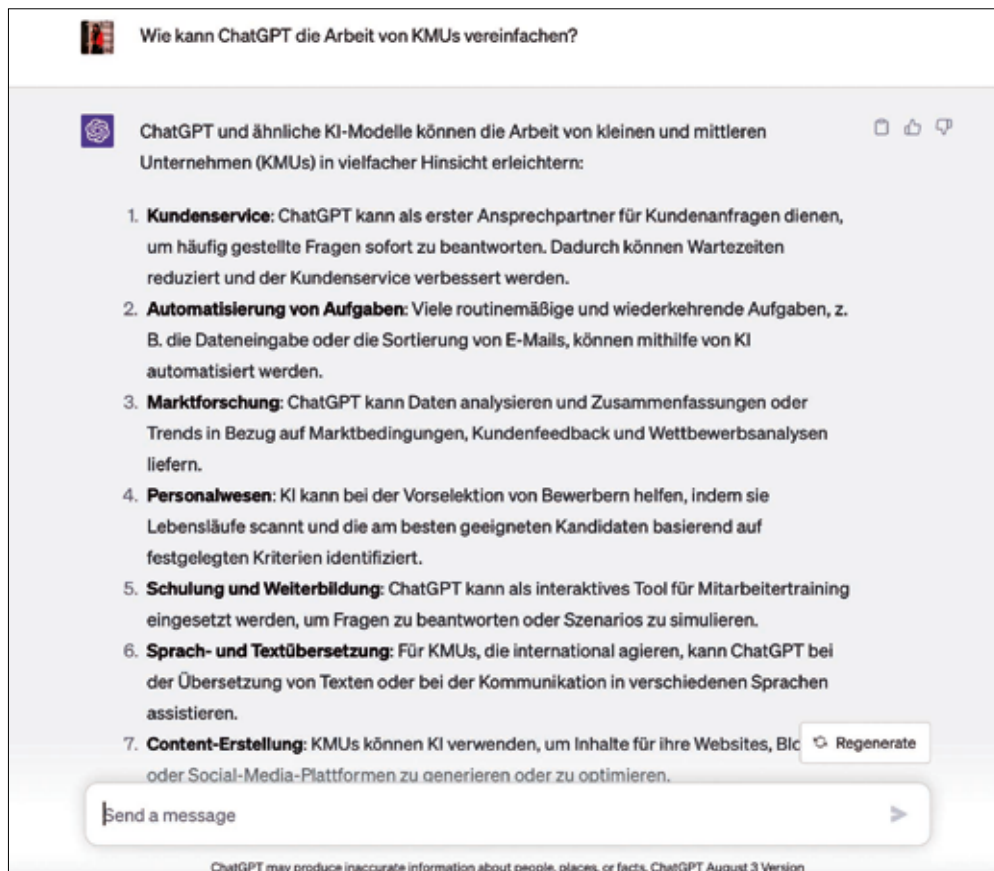 Wie kann ChatGPT die Arbeit von KMUs vereinfachen?
ChatGPT und ähnliche KI-Modelle können die Arbeit von kleinen und mittleren
Unternehmen (KMUs) in vielfacher Hinsicht erleichtern:
1. Kundenservice: ChatGPT kann als erster Ansprechpartner für Kundenanfragen dienen,
um häufig gestellte Fragen sofort zu beantworten. Dadurch können Wartezeiten
reduziert und der Kundenservice verbessert werden.
2. Automatisierung von Aufgaben: Viele routinemäßige und wiederkehrende Aufgaben, z.
B. die Dateneingabe oder die Sortierung von E-Mails, können mithilfe von KI
automatisiert werden.
3. Marktforschung: ChatGPT kann Daten analysieren und Zusammenfassungen oder
Trends in Bezug auf Marktbedingungen, Kundenfeedback und Wettbewerbsanalysen
liefern.
4. Personalwesen: KI kann bei der Vorselektion von Bewerbern helfen, indem sie
Lebensläufe scannt und die am besten geeigneten Kandidaten basierend auf
festgelegten Kriterien identifiziert.
5. Schulung und Weiterbildung: ChatGPT kann als interaktives Tool für Mitarbeitertraining
eingesetzt werden, um Fragen zu beantworten oder Szenarios zu simulieren.
6. Sprach- und Textübersetzung: Für KMUs, die international agieren, kann ChatGPT bei
der Übersetzung von Texten oder bei der Kommunikation in verschiedenen Sprachen
assistieren.
7. Content-Erstellung: KMUs können KI verwenden, um Inhalte für ihre Websites,
Regenerate
oder Social-Media-Plattformen zu generieren oder zu optimieren.
Send a message
ChatGPT may produce inaccurate information about people, places, or facts. ChatGPT August 3 Version